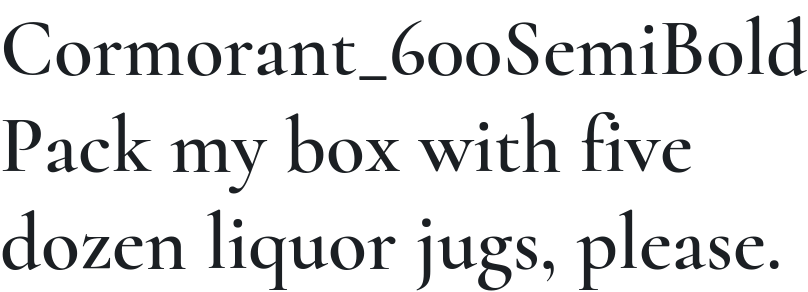 Cormorant_600SemiBold
Pack my box with five
dozen liquor jugs, please.